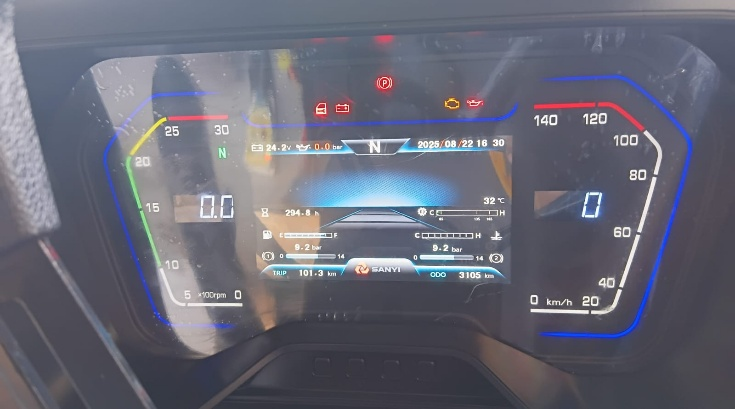 P
25 30
N
20
15
10
5 ×100rpm 0
0.0
24.2V 0.0 bar N 2025/08/22 16 30
32 °C
294.8 h C H
E F C H
9.2 bar 9.2 bar
1 0 14 0 14 2
TRIP 101.3 km SANYI ODO 3105 km
140 120
100
80
60
40
0 km/h 20
0